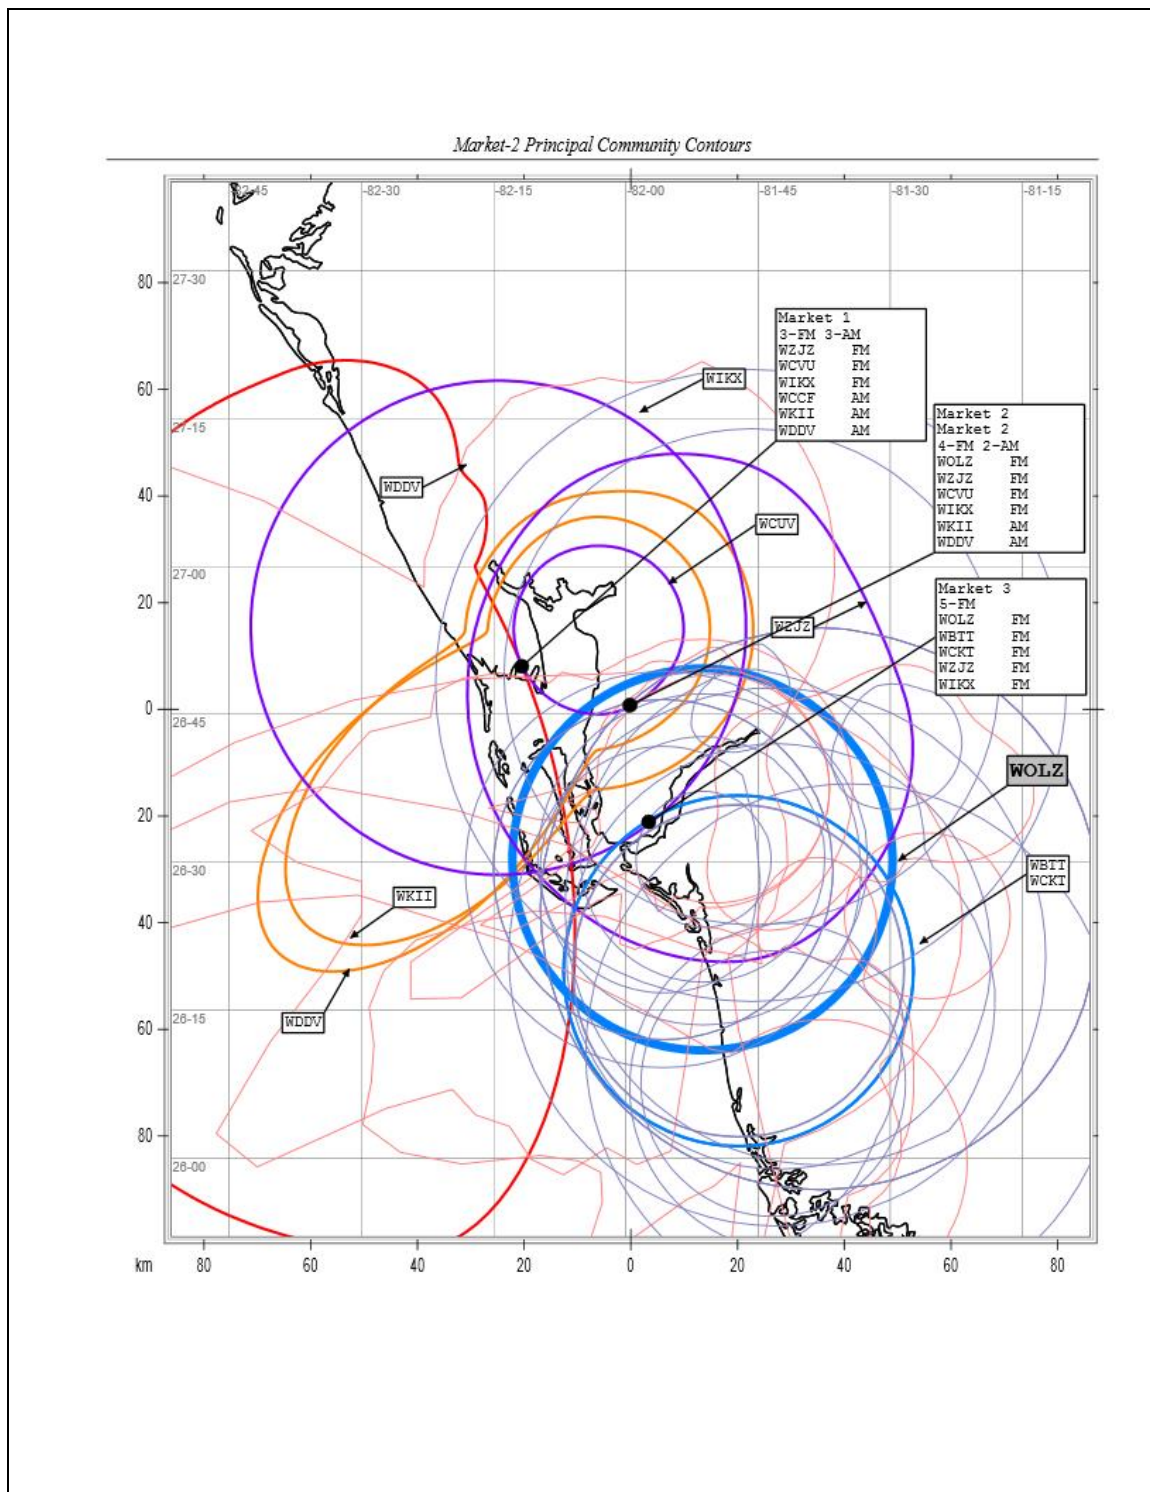 Market-2 Principal Community Contours
82-45 -82-30 -82-15 -82-00 -81-45 -81-30 -81-15
80
27-30
Market 1
3-FM 3-AM
WZJZ FM
WCVU FM
WIKX FM
WCCF AM
WKII AM
WDDV AM
WIKX
60
27-15
Market 2
Market 2
4-FM 2-AM
WOLZ FM
WZJZ FM
WCVU FM
WIKX FM
WKII AM
WDDV AM
WDDV
40
WCUV
27-00
20
Market 3
5-FM
WOLZ FM
WBTT FM
WCKT FM
WZJZ FM
WIKX FM
WZJZ
0
26-45
WOLZ
20
26-30
WBTT
WCKT
WKII
40
26-15
WDDV
60
80
26-00
km 80 60 40 20 0 20 40 60 80